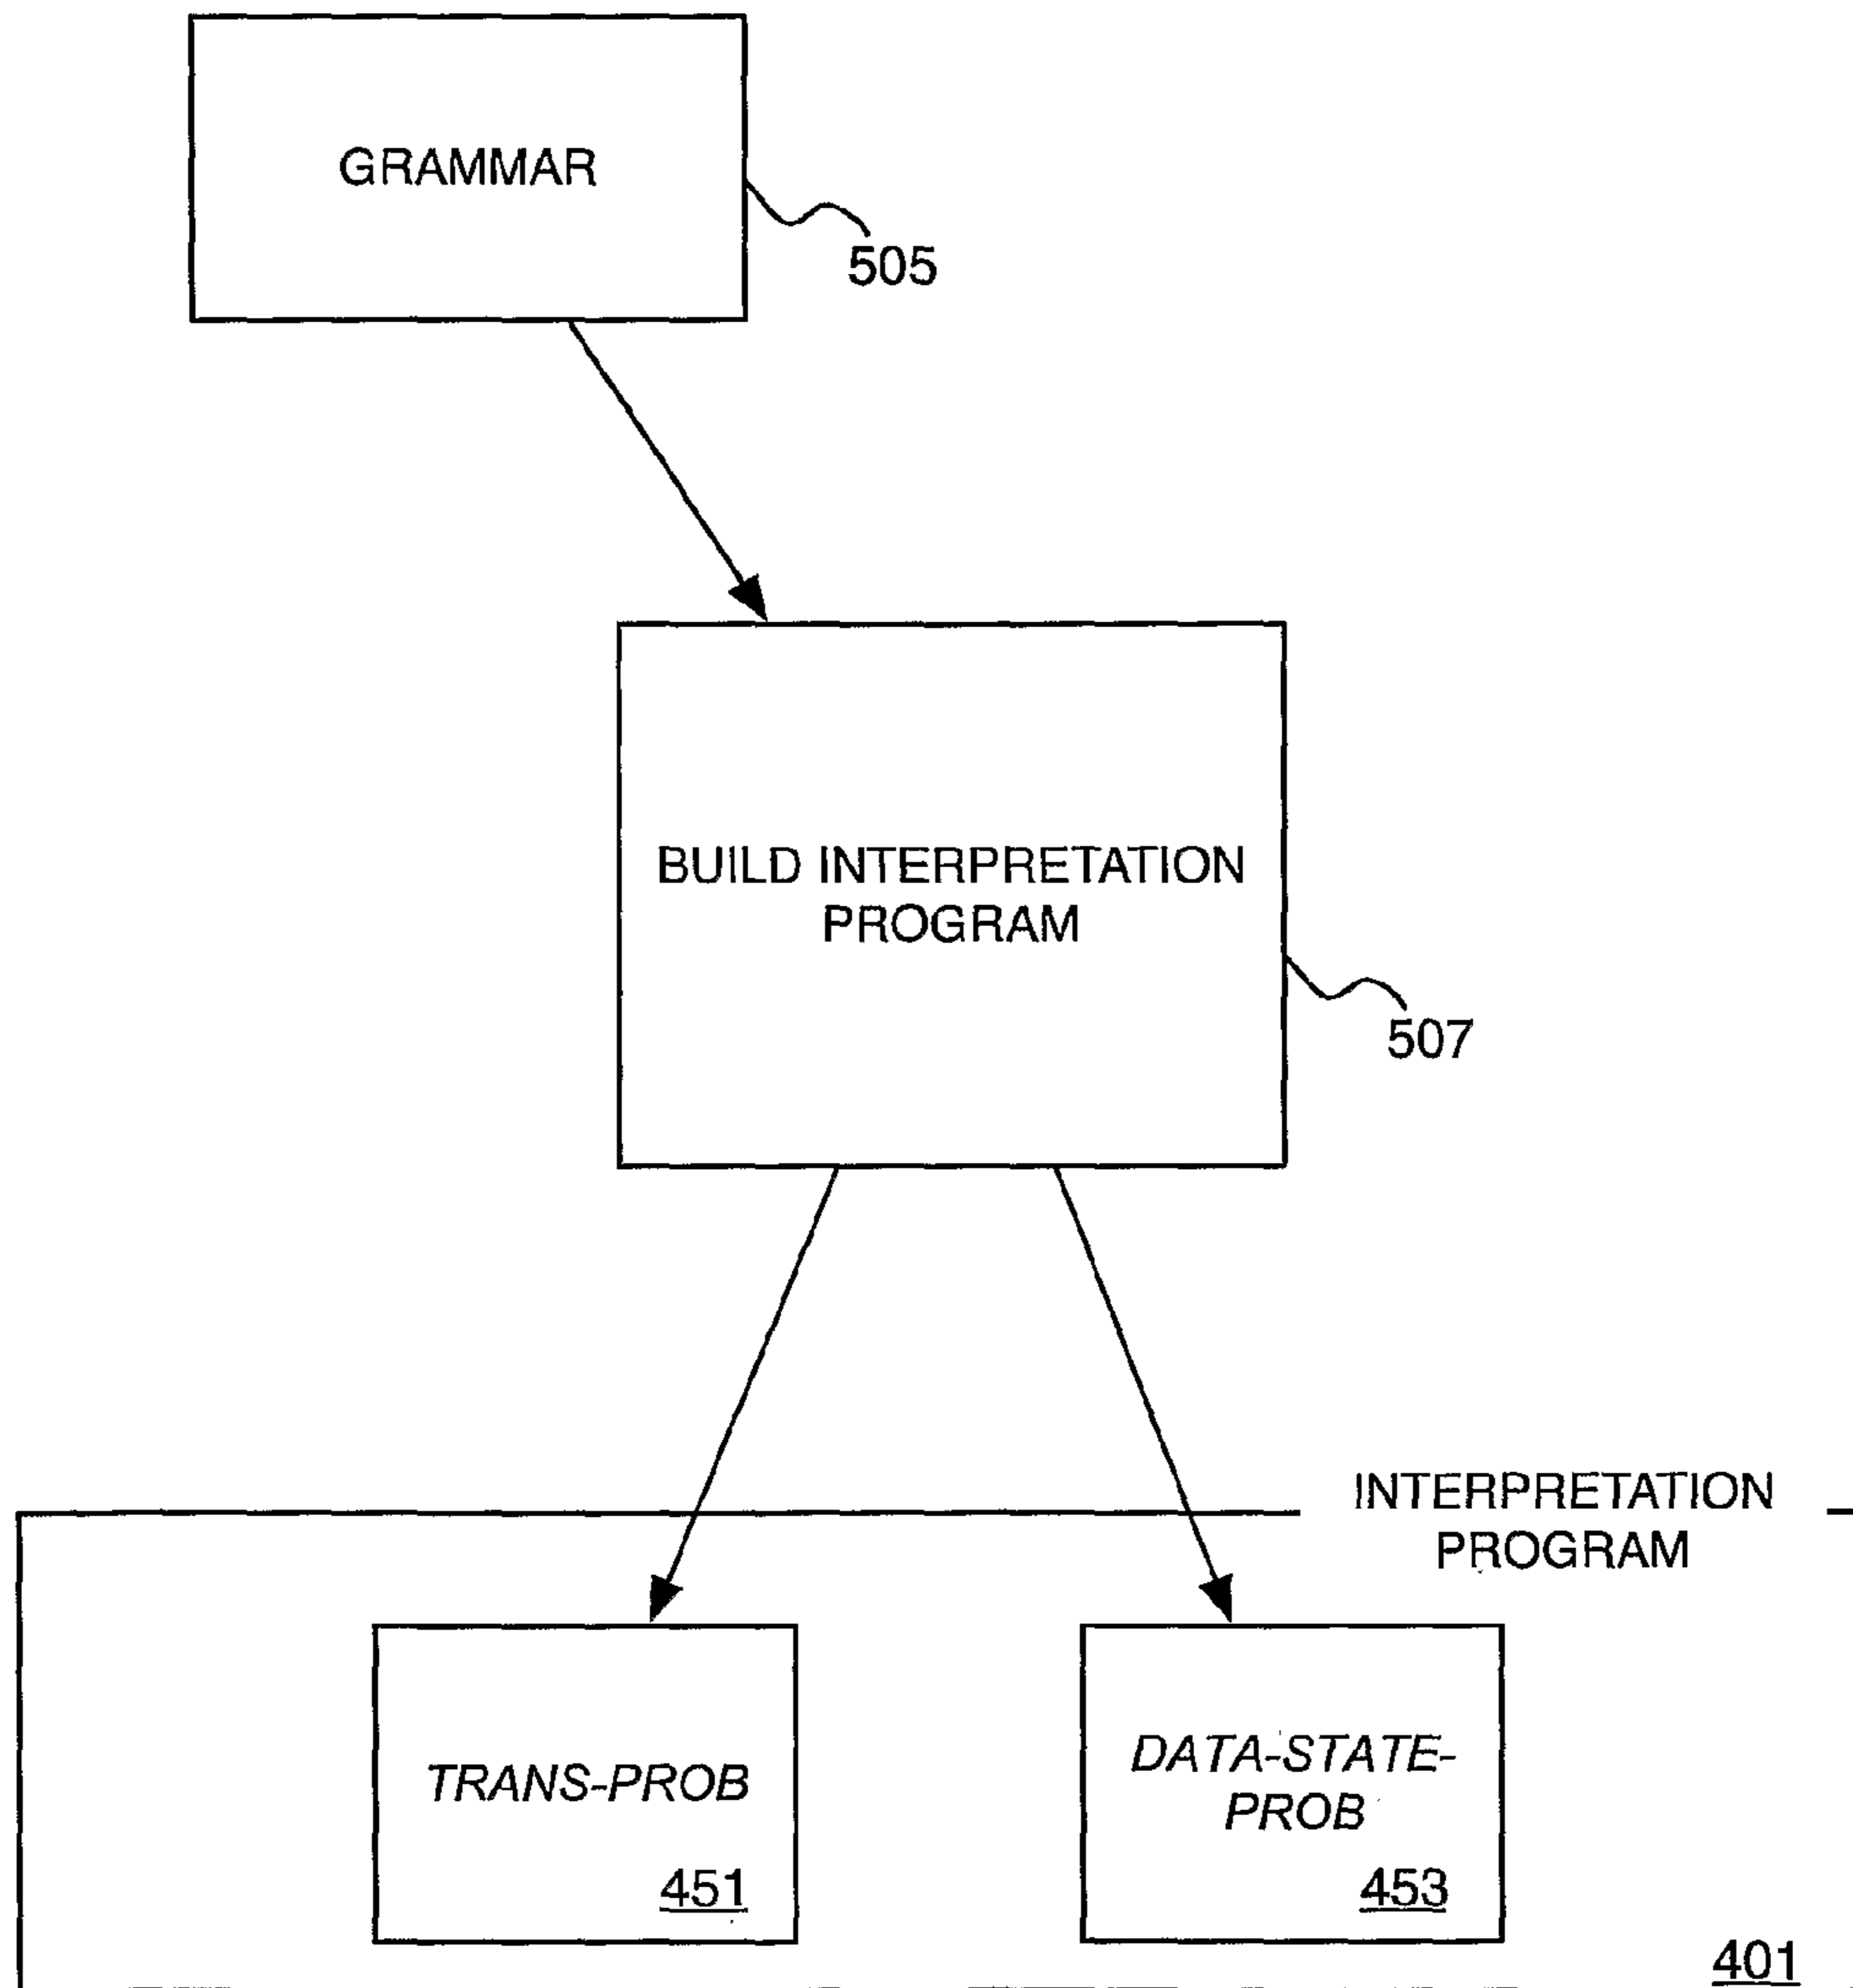 GRAMMAR
505
BUILD INTERPRETATION
PROGRAM
507
INTERPRETATION
PROGRAM
TRANS-PROB
451
DATA-STATE-
PROB
453
401